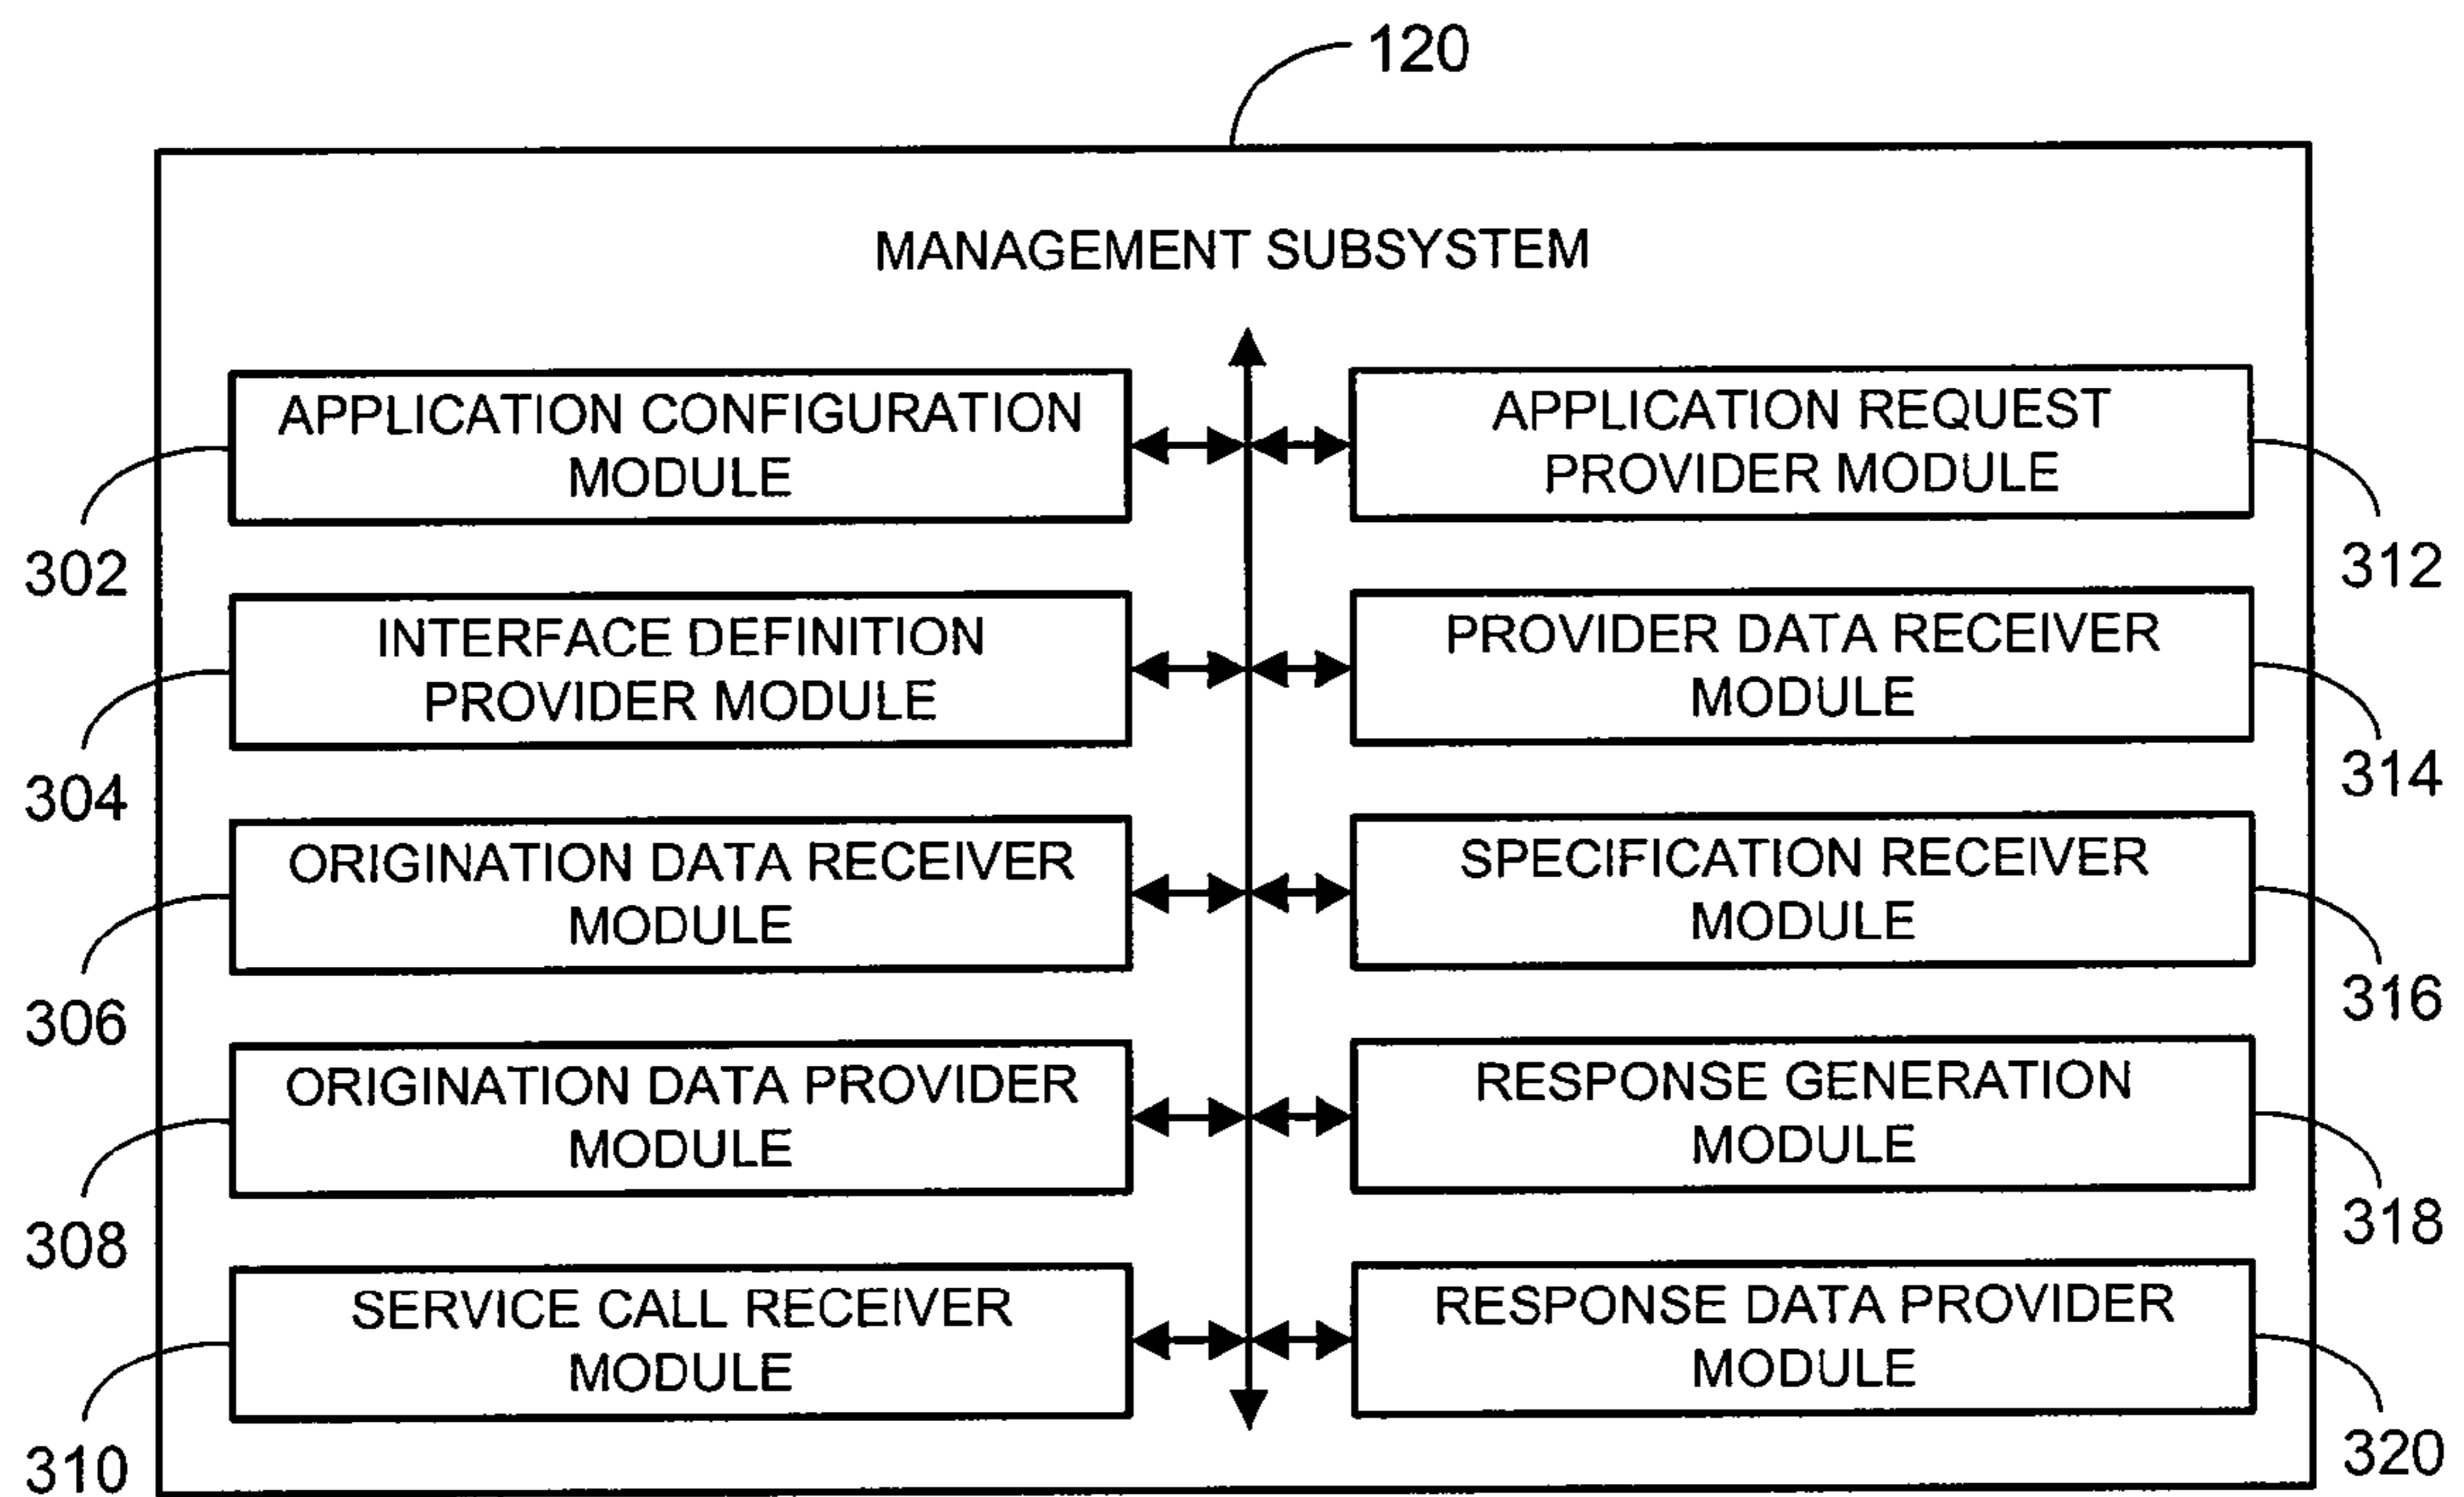 120
MANAGEMENT SUBSYSTEM
APPLICATION CONFIGURATION
MODULE
302
INTERFACE DEFINITION
PROVIDER MODULE
304
ORIGINATION DATA RECEIVER
MODULE
306
ORIGINATION DATA PROVIDER
MODULE
308
SERVICE CALL RECEIVER
MODULE
310
APPLICATION REQUEST
PROVIDER MODULE
312
PROVIDER DATA RECEIVER
MODULE
314
SPECIFICATION RECEIVER
MODULE
316
RESPONSE GENERATION
MODULE
318
RESPONSE DATA PROVIDER
MODULE
320